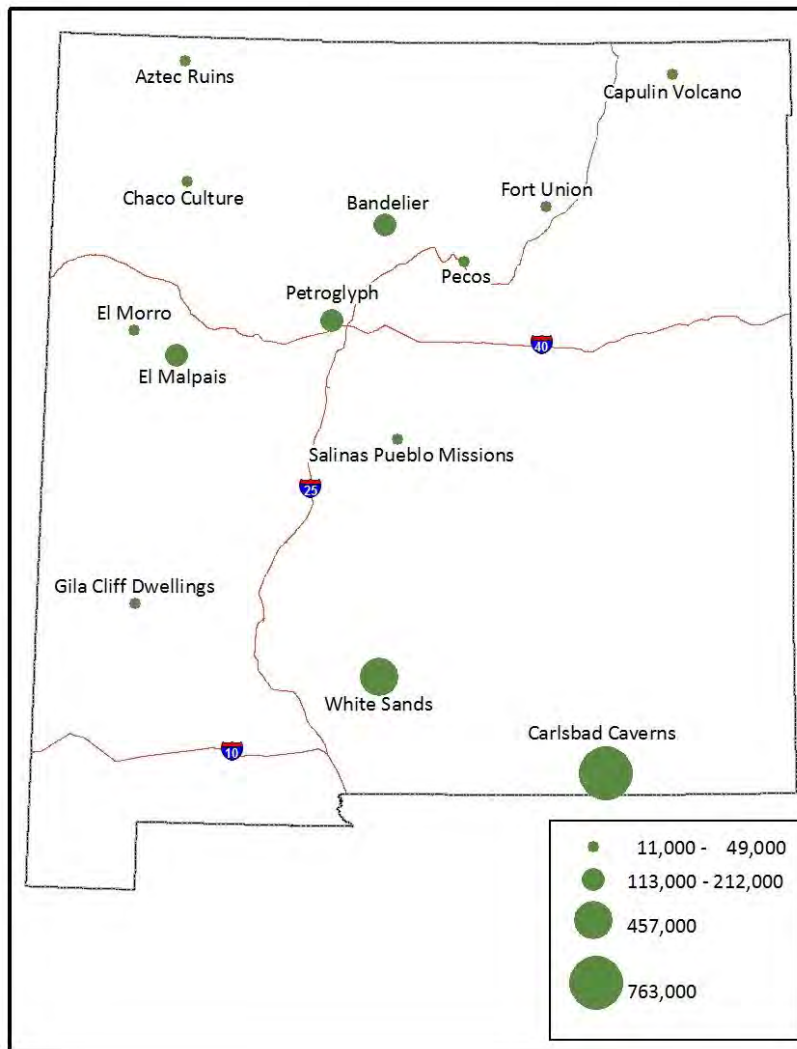 Aztec Ruins
Capulin Volcano
Chaco Culture
Fort Union
Bandelier
Pecos
Petroglyph
El Morro
40
El Malpais
Salinas Pueblo Missions
25
Gila Cliff Dwellings
White Sands
Carlsbad Caverns
10
11,000 - 49,000
113,000 - 212,000
457,000
763,000